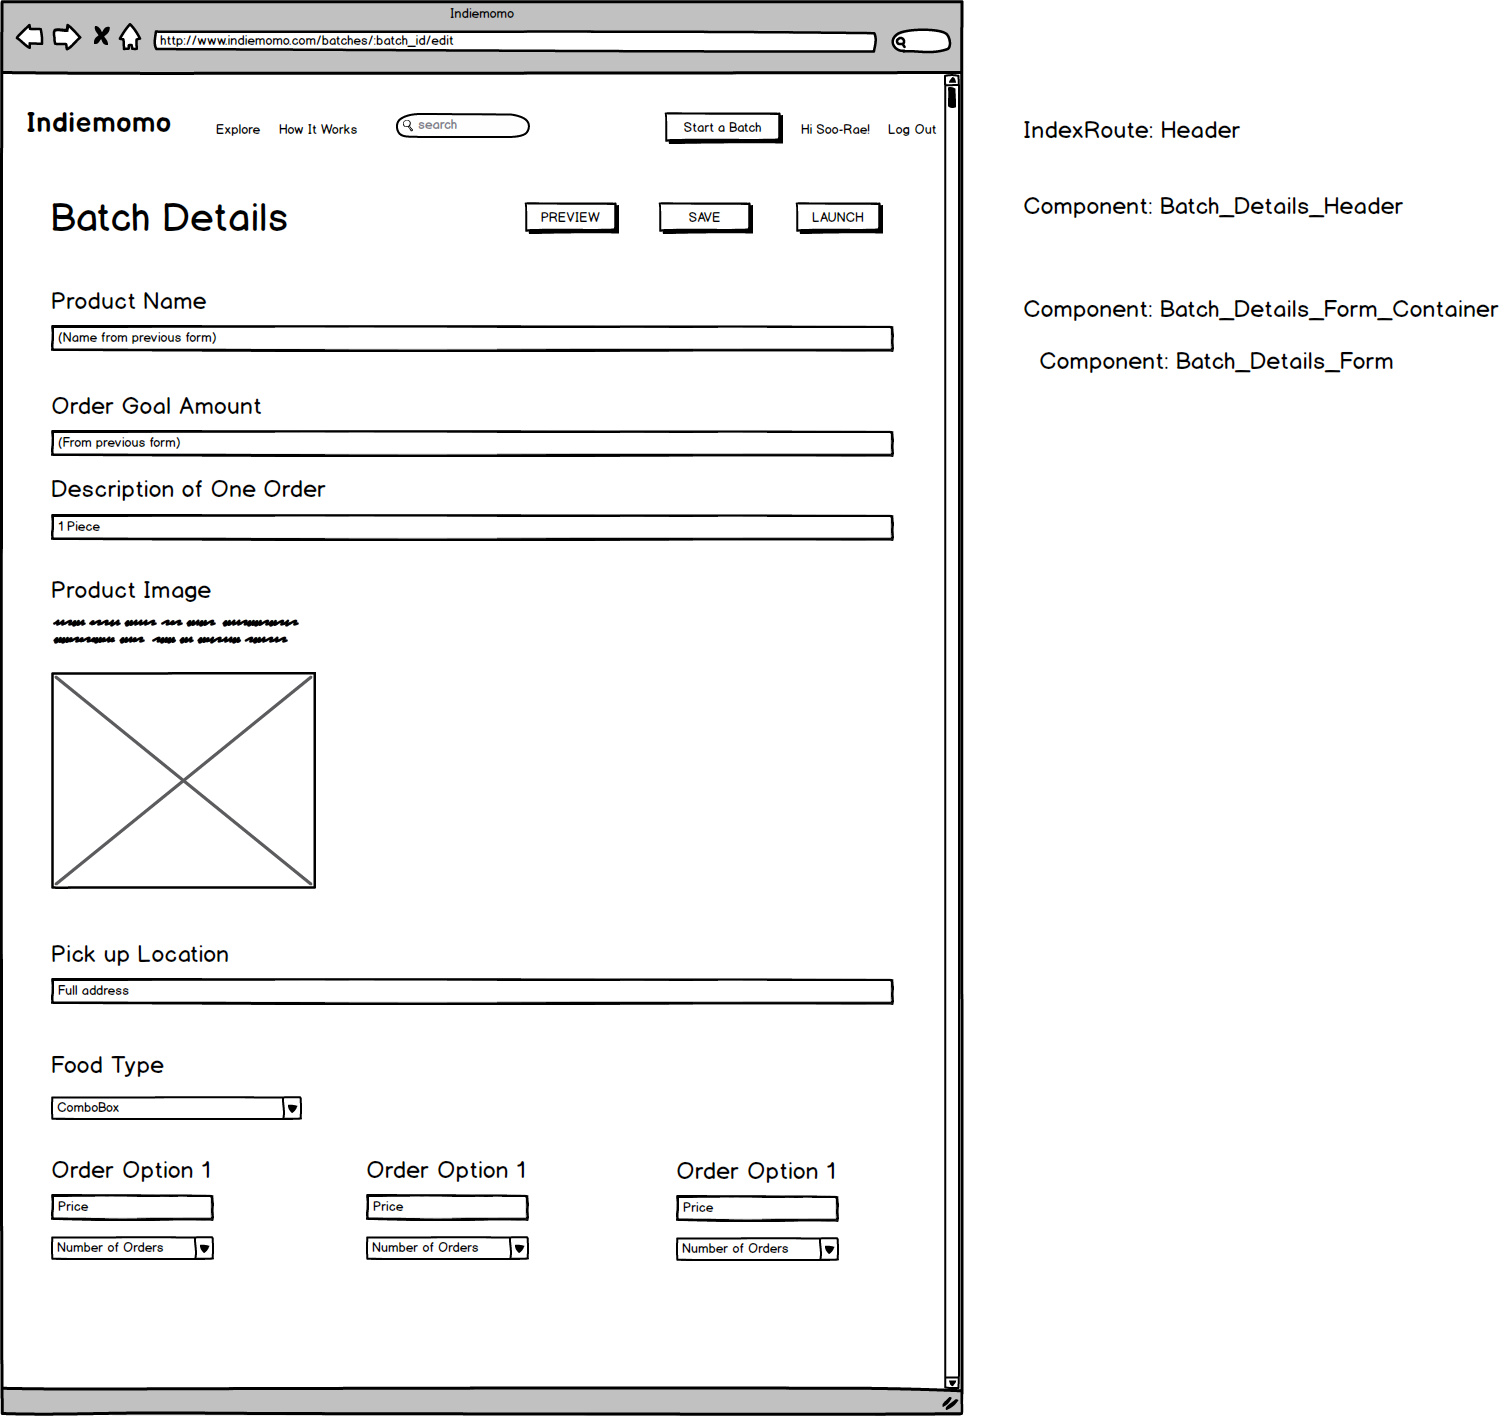 Indiemomo
http://www.indiemomo.com/batches/:batch_id/edit
Indiemomo Explore How It Works search Start a Batch Hi Soo-Rae! Log Out
IndexRoute: Header
Batch Details PREVIEW SAVE LAUNCH
Component: Batch_Details_Header
Product Name
Component: Batch_Details_Form_Container
(Name from previous form)
Component: Batch_Details_Form
Order Goal Amount
(From previous form)
Description of One Order
1 Piece
Product Image
Pick up Location
Full address
Food Type
ComboBox
Order Option 1 Order Option 1 Order Option 1
Price Price Price
Number of Orders Number of Orders Number of Orders